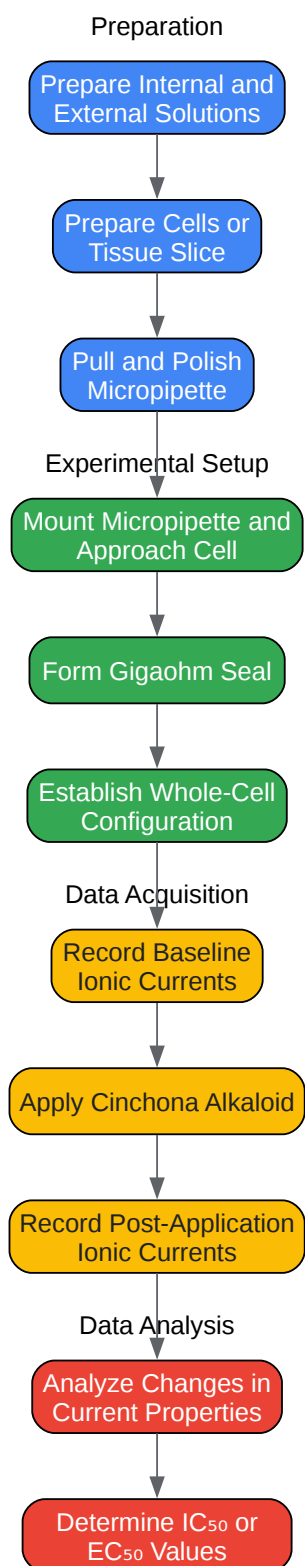 Preparation
Prepare Internal and
External Solutions
Prepare Cells or
Tissue Slice
Pull and Polish
Micropipette
Experimental Setup
Mount Micropipette and
Approach Cell
Form Gigaohm Seal
Establish Whole-Cell
Configuration
Data Acquisition
Record Baseline
Ionic Currents
Apply Cinchona Alkaloid
Record Post-Application
Ionic Currents
Data Analysis
Analyze Changes in
Current Properties
Determine IC₅₀ or
EC₅₀ Values